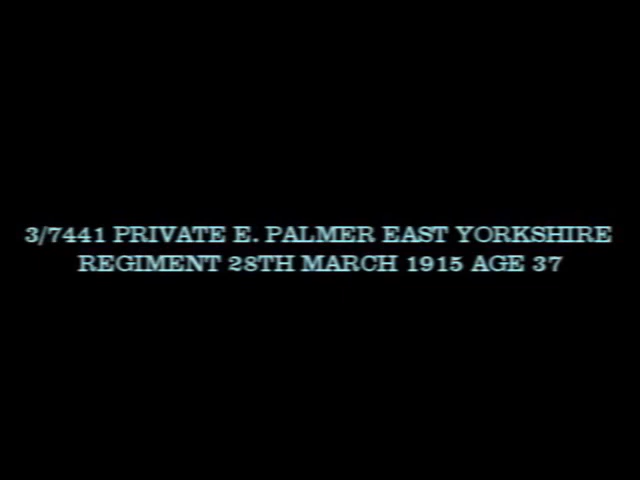 3/7441 PRIVATE E. PALMER EAST YORKSHIRE
REGIMENT 28TH MARCH 1915 AGE 37